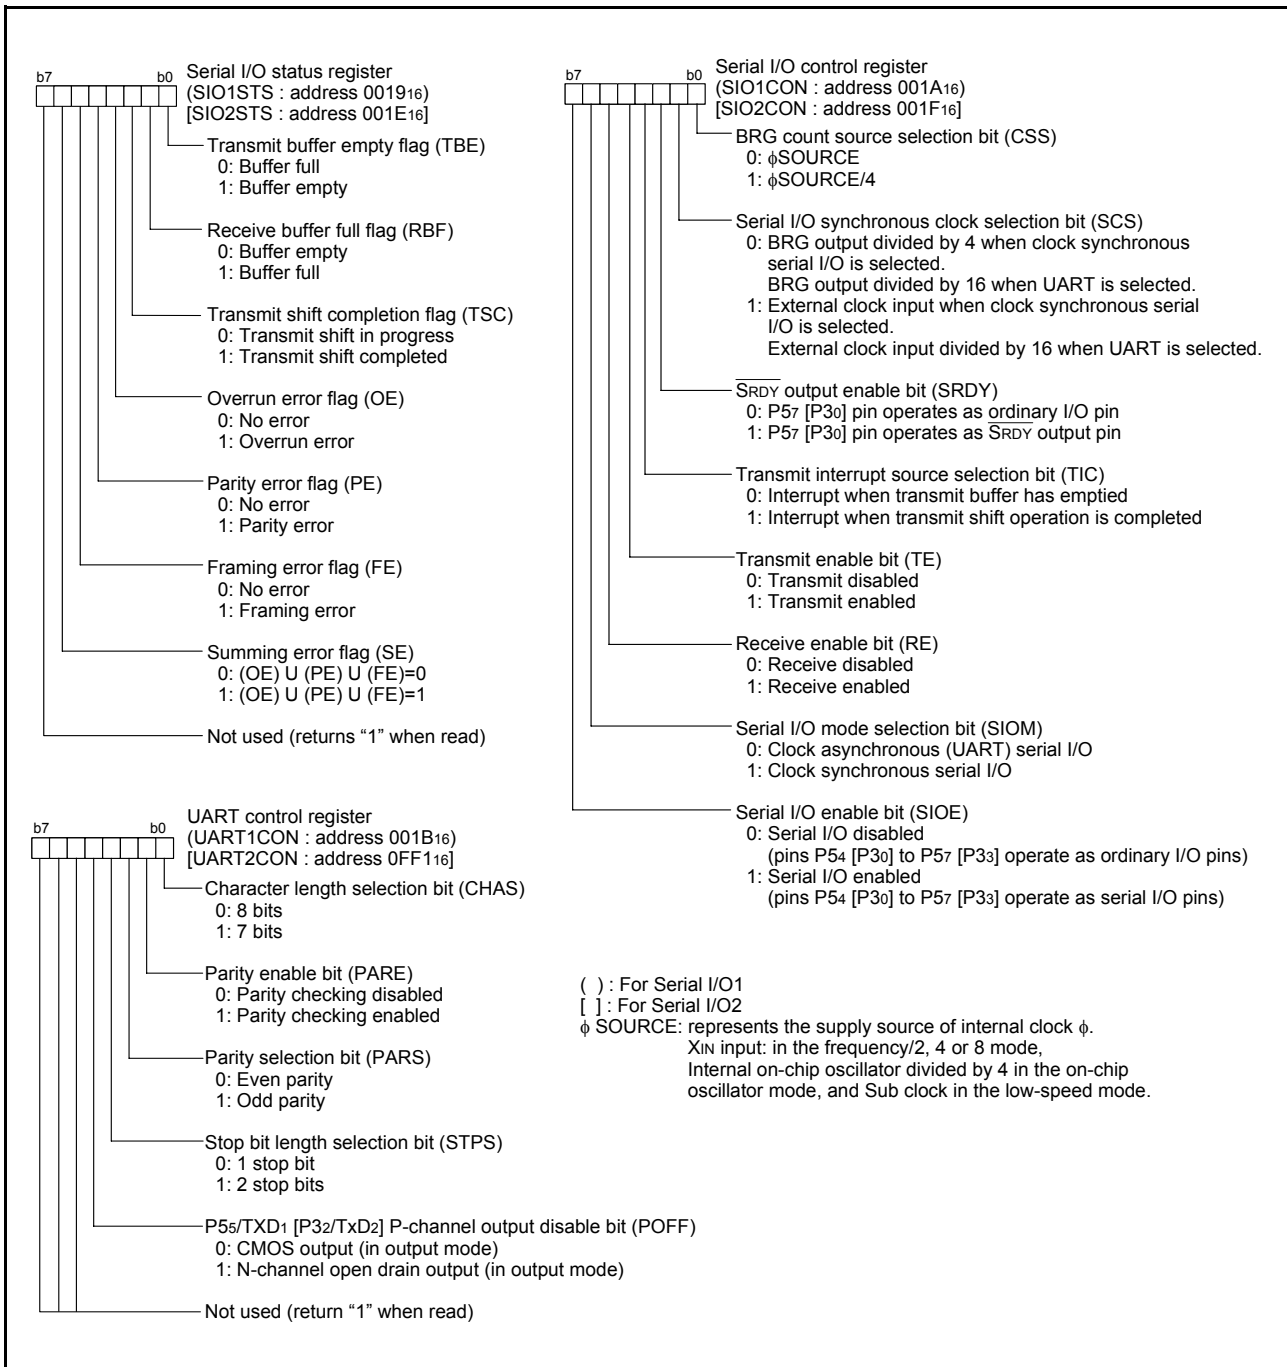 b7 b0 Serial I/O status register
(SIO1STS : address 001916)
[SIO2STS : address 001E16]
Transmit buffer empty flag (TBE)
0: Buffer full
1: Buffer empty
Receive buffer full flag (RBF)
0: Buffer empty
1: Buffer full
Transmit shift completion flag (TSC)
0: Transmit shift in progress
1: Transmit shift completed
Overrun error flag (OE)
0: No error
1: Overrun error
Parity error flag (PE)
0: No error
1: Parity error
Framing error flag (FE)
0: No error
1: Framing error
Summing error flag (SE)
0: (OE) U (PE) U (FE)=0
1: (OE) U (PE) U (FE)=1
Not used (returns “1” when read)
b7 b0 UART control register
(UART1CON : address 001B16)
[UART2CON : address 0FF116]
Character length selection bit (CHAS)
0: 8 bits
1: 7 bits
Parity enable bit (PARE)
0: Parity checking disabled
1: Parity checking enabled
Parity selection bit (PARS)
0: Even parity
1: Odd parity
Stop bit length selection bit (STPS)
0: 1 stop bit
1: 2 stop bits
P55/TXD1 [P32/TxD2] P-channel output disable bit (POFF)
0: CMOS output (in output mode)
1: N-channel open drain output (in output mode)
Not used (return “1” when read)
b7 b0 Serial I/O control register
(SIO1CON : address 001A16)
[SIO2CON : address 001F16]
BRG count source selection bit (CSS)
0: ϕSOURCE
1: ϕSOURCE/4
Serial I/O synchronous clock selection bit (SCS)
0: BRG output divided by 4 when clock synchronous
serial I/O is selected.
BRG output divided by 16 when UART is selected.
1: External clock input when clock synchronous serial
I/O is selected.
External clock input divided by 16 when UART is selected.
SRDY output enable bit (SRDY)
0: P57 [P30] pin operates as ordinary I/O pin
1: P57 [P30] pin operates as SRDY output pin
Transmit interrupt source selection bit (TIC)
0: Interrupt when transmit buffer has emptied
1: Interrupt when transmit shift operation is completed
Transmit enable bit (TE)
0: Transmit disabled
1: Transmit enabled
Receive enable bit (RE)
0: Receive disabled
1: Receive enabled
Serial I/O mode selection bit (SIOM)
0: Clock asynchronous (UART) serial I/O
1: Clock synchronous serial I/O
Serial I/O enable bit (SIOE)
0: Serial I/O disabled
(pins P54 [P30] to P57 [P33] operate as ordinary I/O pins)
1: Serial I/O enabled
(pins P54 [P30] to P57 [P33] operate as serial I/O pins)
( ) : For Serial I/O1
[ ] : For Serial I/O2
ϕ SOURCE: represents the supply source of internal clock ϕ.
XIN input: in the frequency/2, 4 or 8 mode,
Internal on-chip oscillator divided by 4 in the on-chip
oscillator mode, and Sub clock in the low-speed mode.